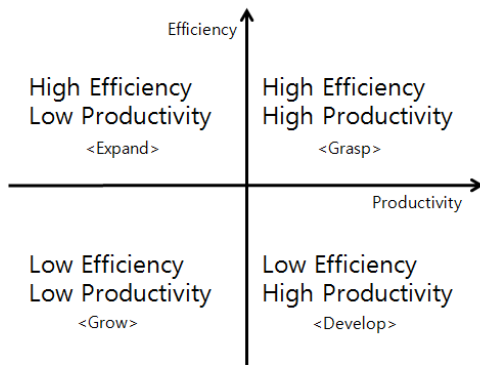 Efficiency
High Efficiency
Low Productivity
<Expand>
High Efficiency
High Productivity
<Grasp>
Productivity
Low Efficiency
Low Productivity
<Grow>
Low Efficiency
High Productivity
<Develop>